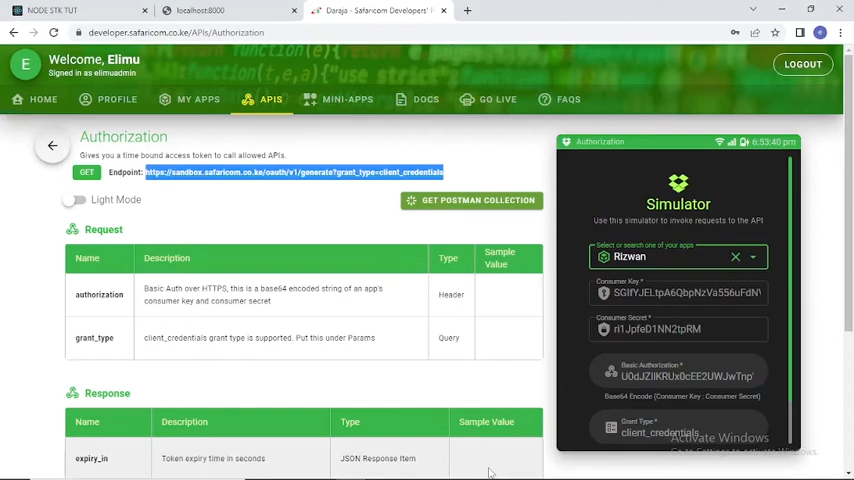 NODE STK TUT
localhost:8000
Daraja - Safaricom Developers' P
developer.safaricom.co.ke/APIs/Authorization
E
Welcome, Elimu
Signed in as elimuadmin
LOGOUT
HOME
PROFILE
MY APPS
APIS
MINI-APPS
DOCS
GO LIVE
FAQS
Authorization
Gives you a time bound access token to call allowed APIs.
GET
Endpoint: https://sandbox.safaricom.co.ke/oauth/v1/generate?grant_type=client_credentials
Light Mode
GET POSTMAN COLLECTION
Request
Name Description Type Sample
Value
authorization
Basic Auth over HTTPS, this is a base64 encoded string of an app's
consumer key and consumer secret
Header
grant_type
client_credentials grant type is supported. Put this under Params
Query
Response
Name Description Type Sample Value
expiry_in Token expiry time in seconds JSON Response Item
Authorization
6:53:40 pm
Simulator
Use this simulator to invoke requests to the API
Select or search one of your apps
Rizwan
Consumer Key *
Consumer Secret *
ri1JpfeD1NN2tpRM
Basic Authorization *
Base64 Encode (Consumer Key : Consumer Secret)
Grant Type *
client_credentials
Activate Windows
Go to Settings to activate Windows.